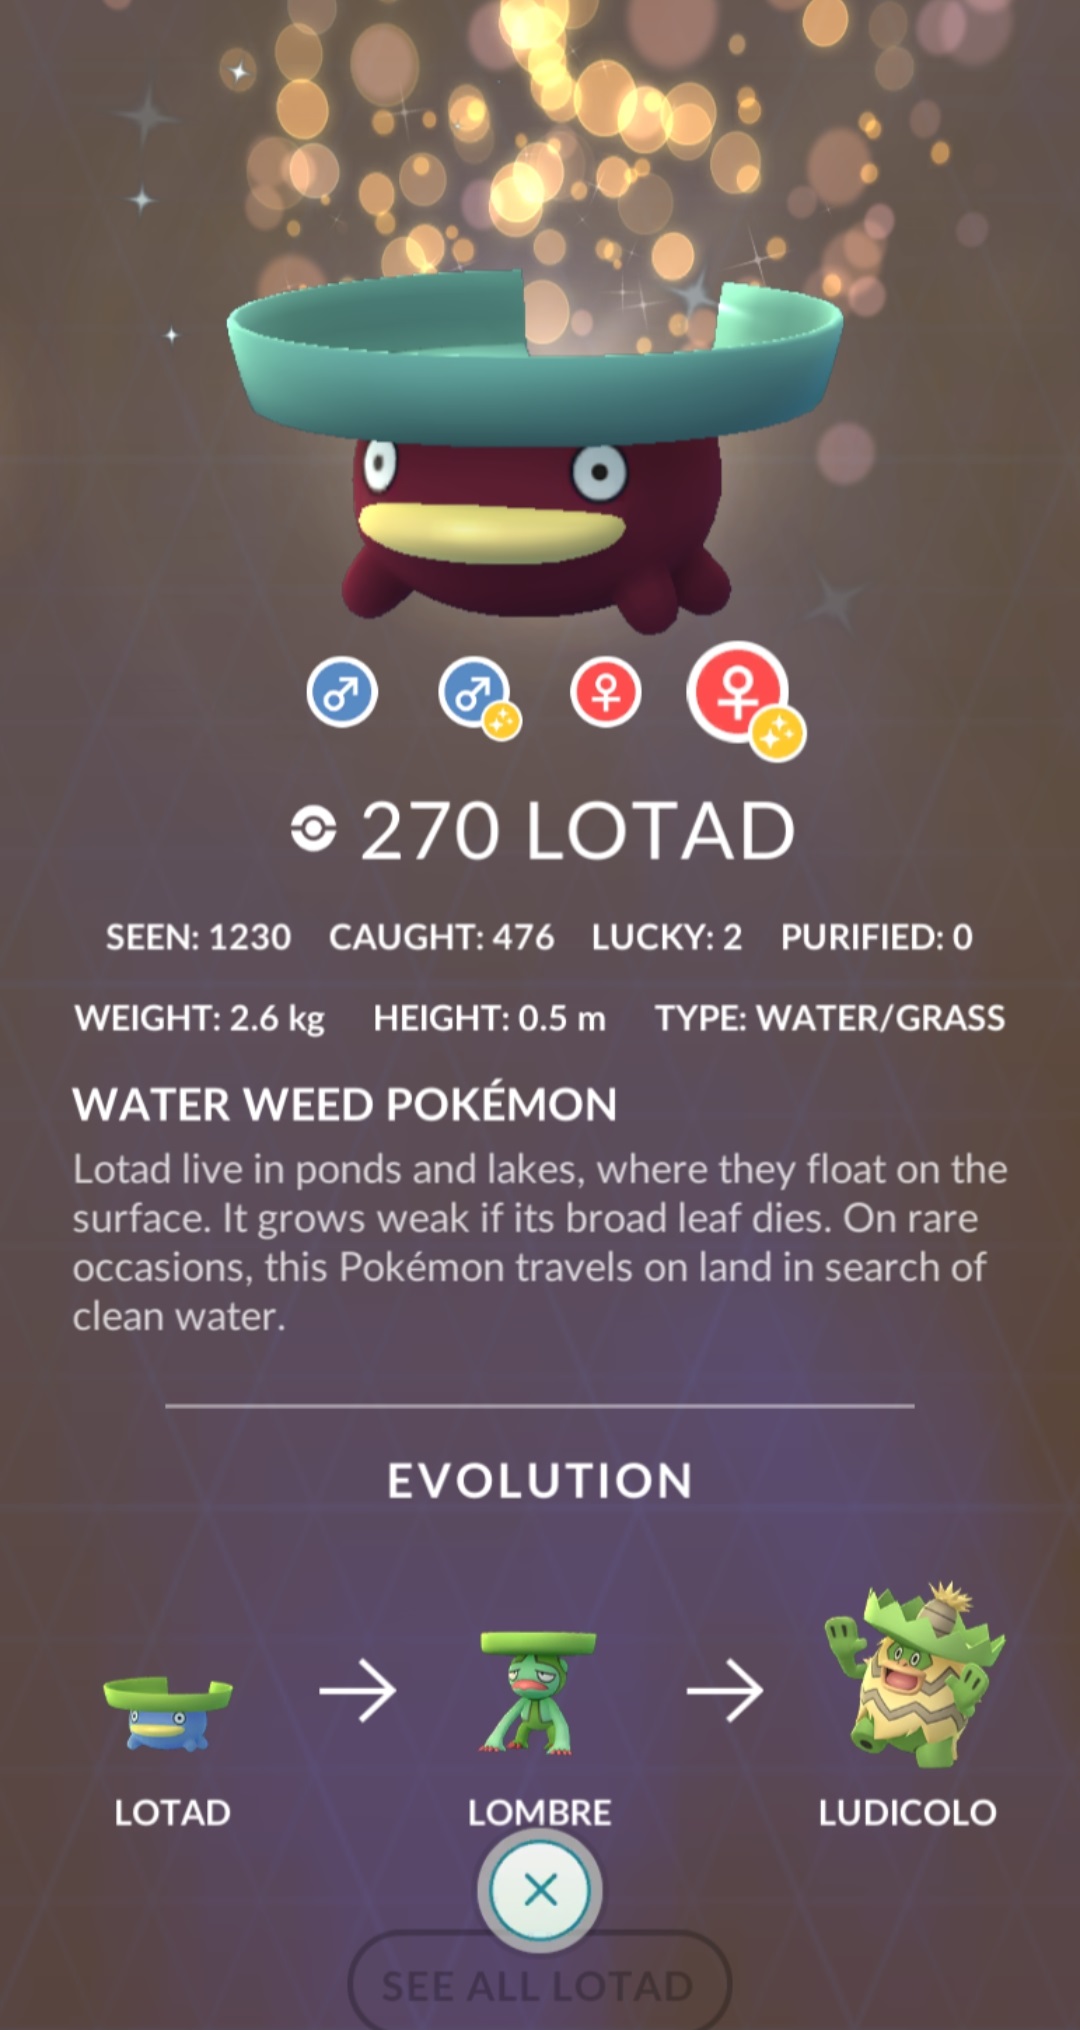 270 LOTAD
SEEN: 1230 CAUGHT: 476 LUCKY: 2 PURIFIED: 0
WEIGHT: 2.6 kg HEIGHT: 0.5 m TYPE: WATER/GRASS
WATER WEED POKÉMON
Lotad live in ponds and lakes, where they float on the
surface. It grows weak if its broad leaf dies. On rare
occasions, this Pokémon travels on land in search of
clean water.
EVOLUTION
LOTAD LOMBRE LUDICOLO
SEE ALL LOTAD